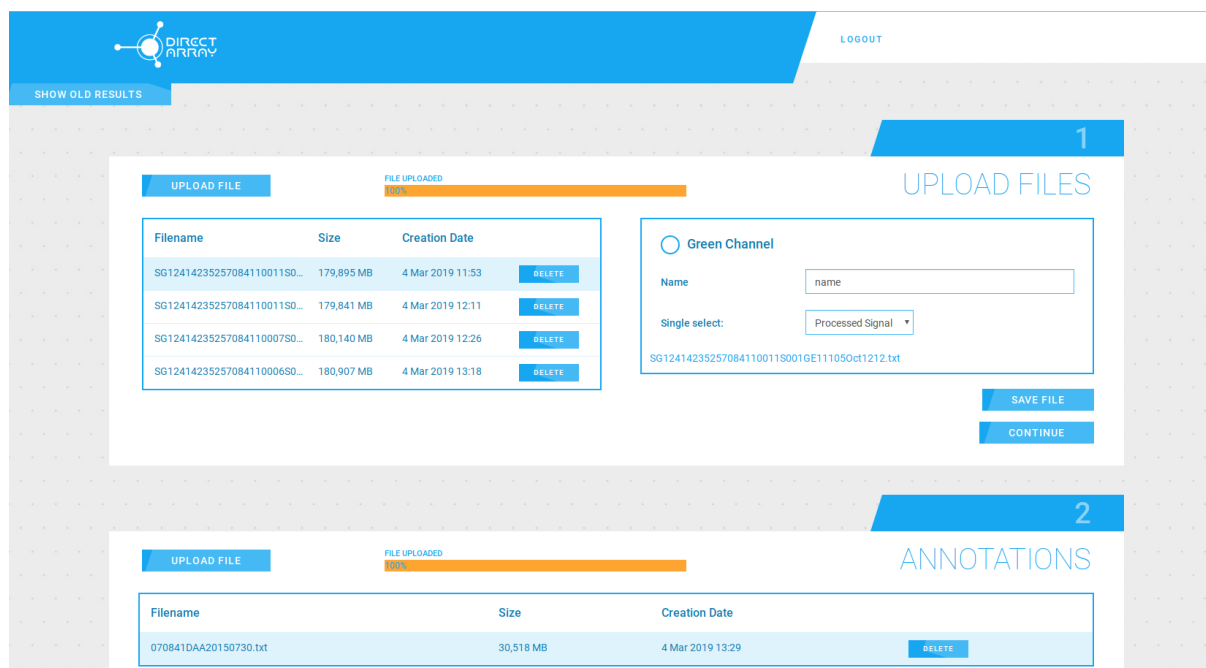 DIRECT
ARRAY
LOGOUT
SHOW OLD RESULTS
1
UPLOAD FILE
FILE UPLOADED
100%
UPLOAD FILES
Filename Size Creation Date
SG12414235257084110011S0... 179,895 MB 4 Mar 2019 11:53 DELETE
SG12414235257084110011S0... 179,841 MB 4 Mar 2019 12:11 DELETE
SG12414235257084110007S0... 180,140 MB 4 Mar 2019 12:26 DELETE
SG12414235257084110006S0... 180,907 MB 4 Mar 2019 13:18 DELETE
Green Channel
Name name
Single select: Processed Signal
SG12414235257084110011S001GE11105Oct1212.txt
SAVE FILE
CONTINUE
2
UPLOAD FILE
FILE UPLOADED
100%
ANNOTATIONS
Filename Size Creation Date
070841DAA20150730.txt 30,518 MB 4 Mar 2019 13:29 DELETE